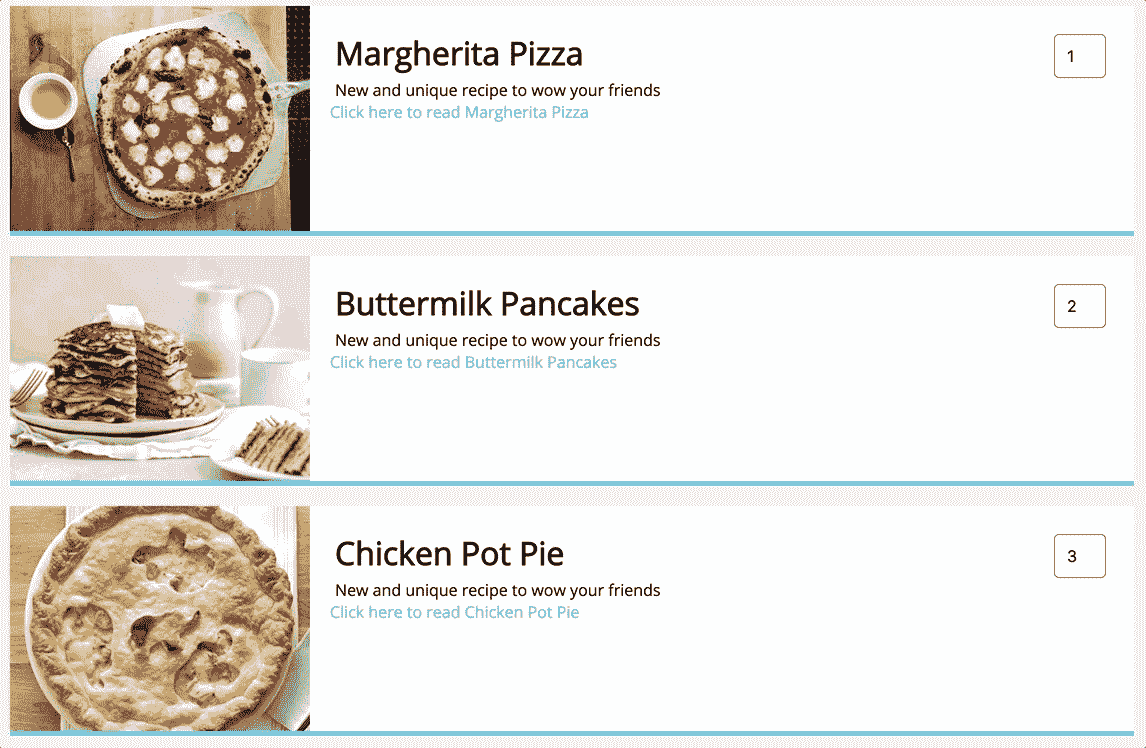 Margherita Pizza
1
New and unique recipe to wow your friends
Click here to read Margherita Pizza
Buttermilk Pancakes
2
New and unique recipe to wow your friends
Click here to read Buttermilk Pancakes
Chicken Pot Pie
3
New and unique recipe to wow your friends
Click here to read Chicken Pot Pie